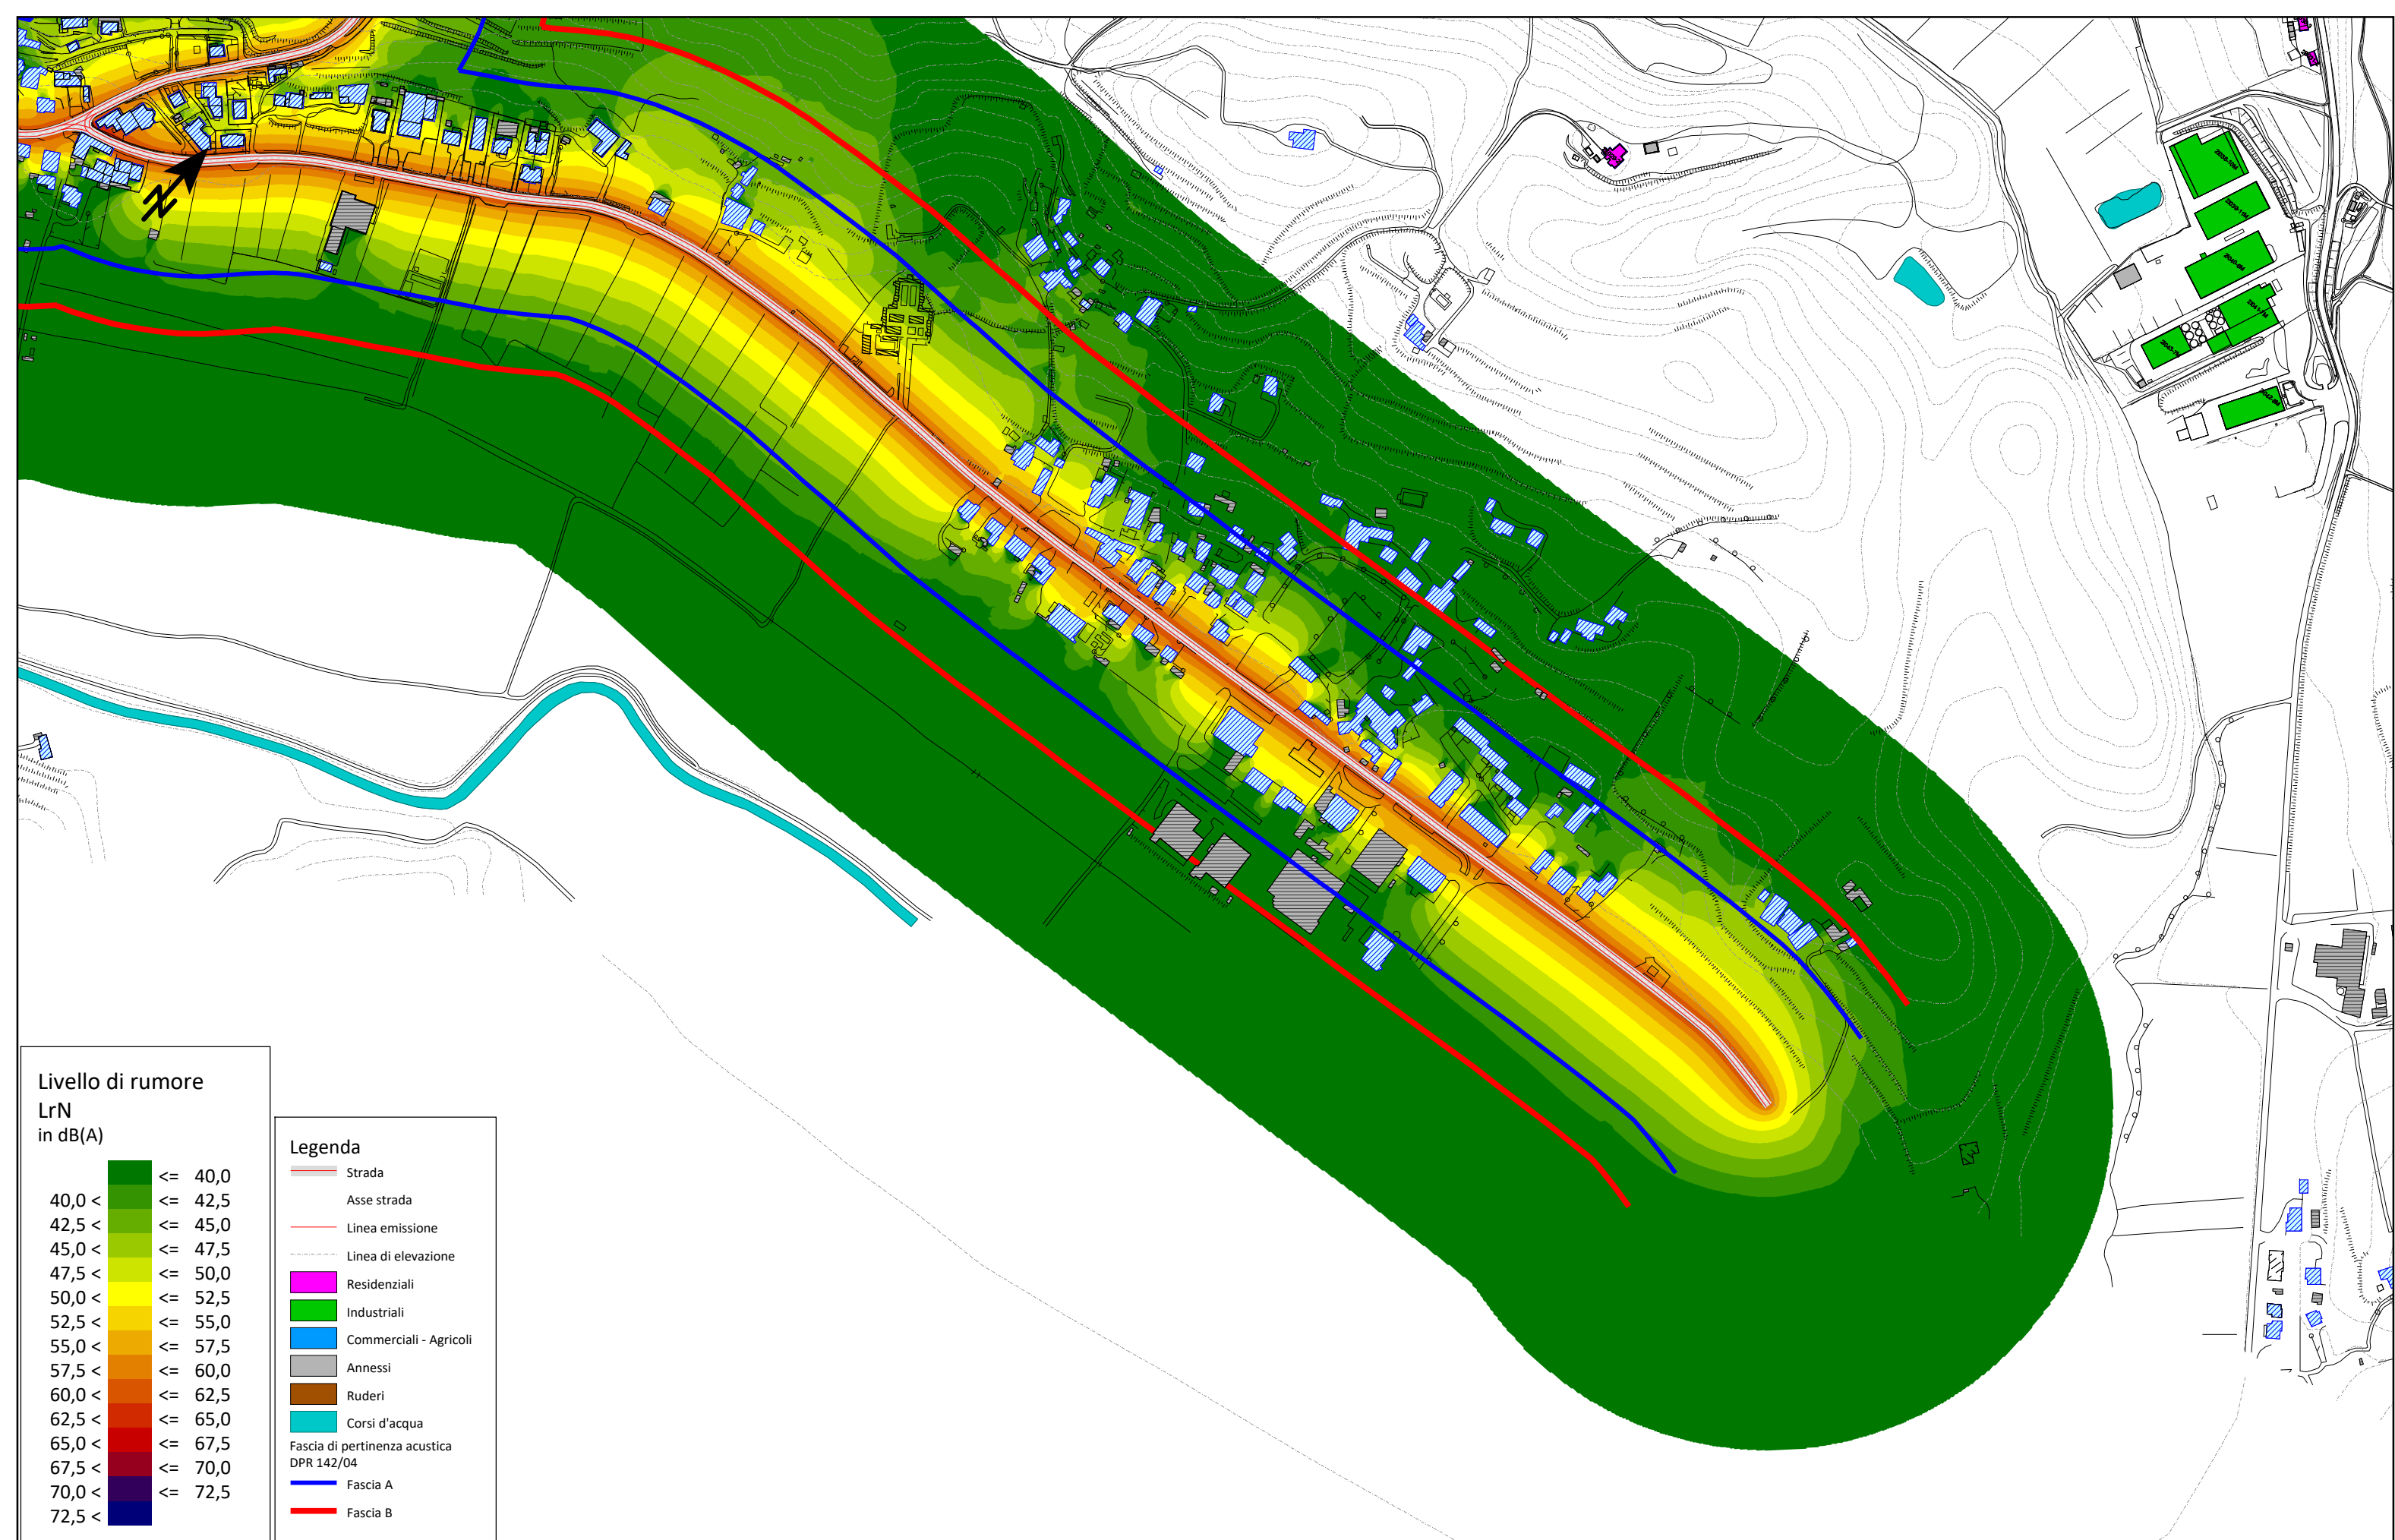 Livello di rumore
LrN
in dB(A)
<= 40,0
40,0 < <= 42,5
42,5 < <= 45,0
45,0 < <= 47,5
47,5 < <= 50,0
50,0 < <= 52,5
52,5 < <= 55,0
55,0 < <= 57,5
57,5 < <= 60,0
60,0 < <= 62,5
62,5 < <= 65,0
65,0 < <= 67,5
67,5 < <= 70,0
70,0 < <= 72,5
72,5 <
Legenda
Strada
Asse strada
Linea emissione
Linea di elevazione
Residenziali
Industriali
Commerciali - Agricoli
Annessi
Ruderi
Corsi d'acqua
Fascia di pertinenza acustica
DPR 142/04
Fascia A
Fascia B